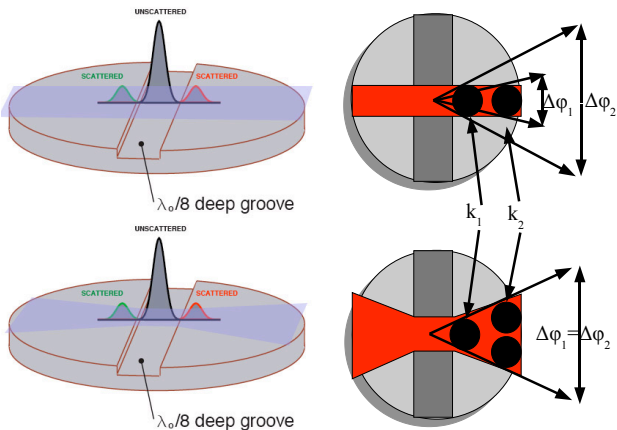 UNSCATTERED
SCATTERED
SCATTERED
λₒ/8 deep groove
Δφ₁
Δφ₂
k₁
k₂
UNSCATTERED
SCATTERED
SCATTERED
λₒ/8 deep groove
Δφ₁=Δφ₂